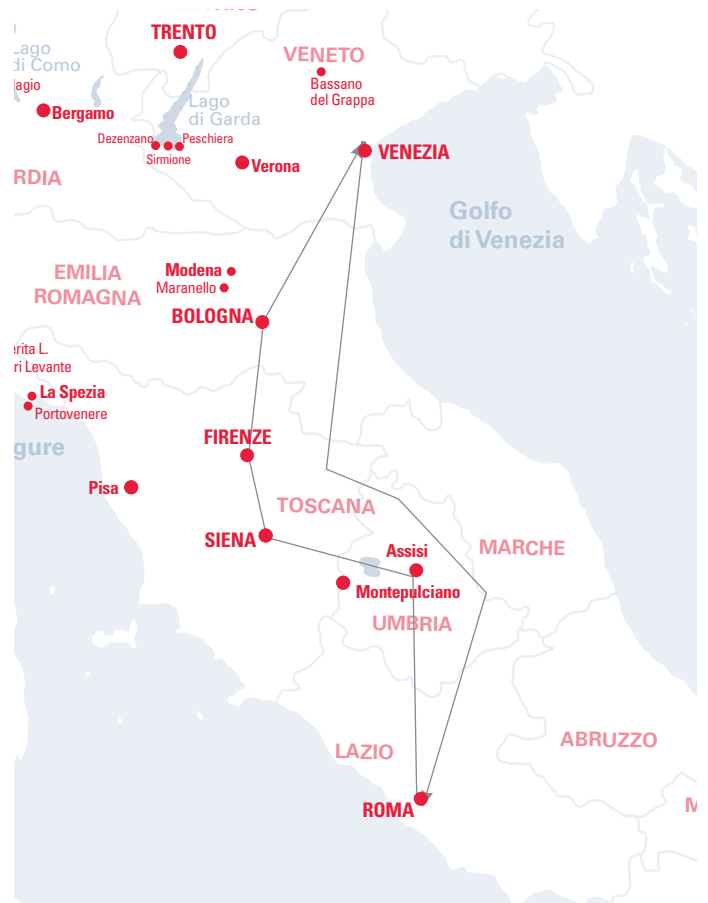 TRENTO
VENETO
Lago
di Como
Bassano
del Grappa
Bergamo
Lago
di Garda
Dezenzano
Peschiera
Sirmione
Verona
VENEZIA
Golfo
di Venezia
EMILIA
ROMAGNA
Modena
Maranello
BOLOGNA
La Spezia
Portovenere
FIRENZE
Pisa
TOSCANA
SIENA
Assisi
MARCHE
Montepulciano
UMBRIA
LAZIO
ABRUZZO
ROMA